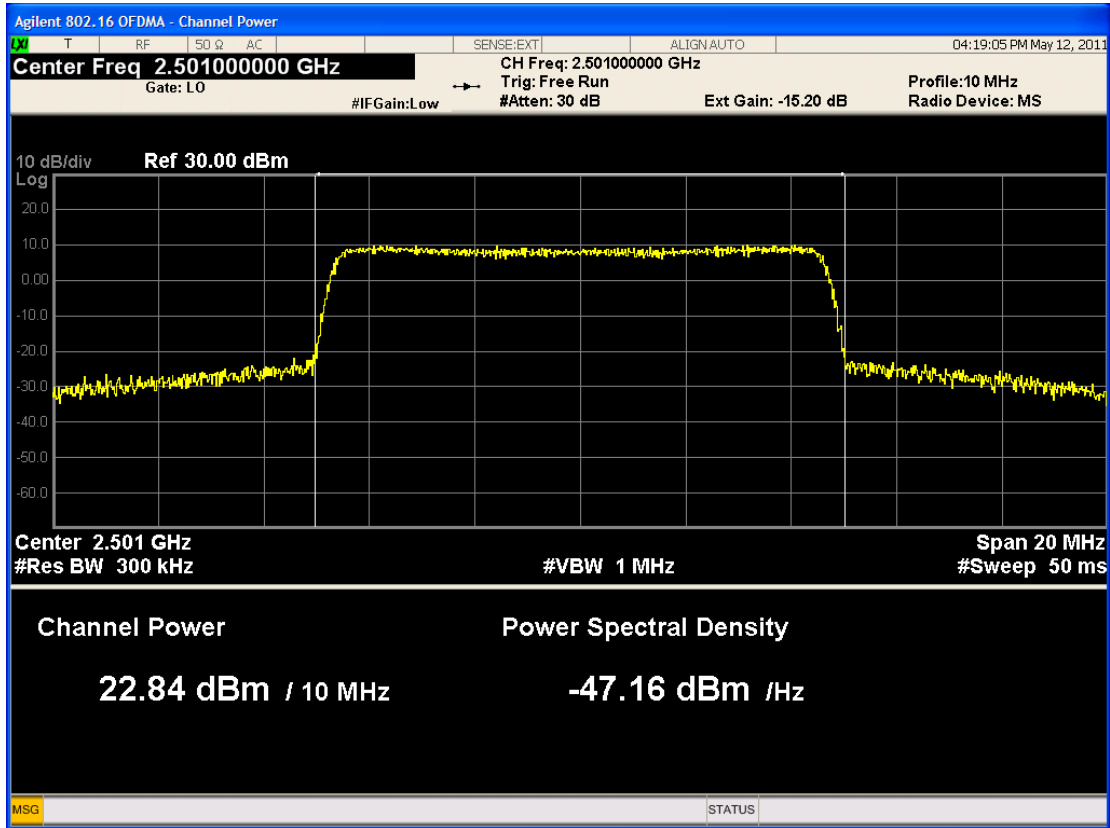 Agilent 802.16 OFDMA - Channel Power
LXI T RF 50 Ω AC SENSE:EXT ALIGN AUTO 04:19:05 PM May 12, 2011
Center Freq 2.501000000 GHz CH Freq: 2.501000000 GHz
Gate: LO Trig: Free Run Profile:10 MHz
#IFGain:Low #Atten: 30 dB Ext Gain: -15.20 dB Radio Device: MS
10 dB/div Ref 30.00 dBm
Log
20.0
10.0
0.00
-10.0
-20.0
-30.0
-40.0
-50.0
-60.0
Center 2.501 GHz Span 20 MHz
#Res BW 300 kHz #VBW 1 MHz #Sweep 50 ms
Channel Power Power Spectral Density
22.84 dBm / 10 MHz -47.16 dBm /Hz
MSG STATUS